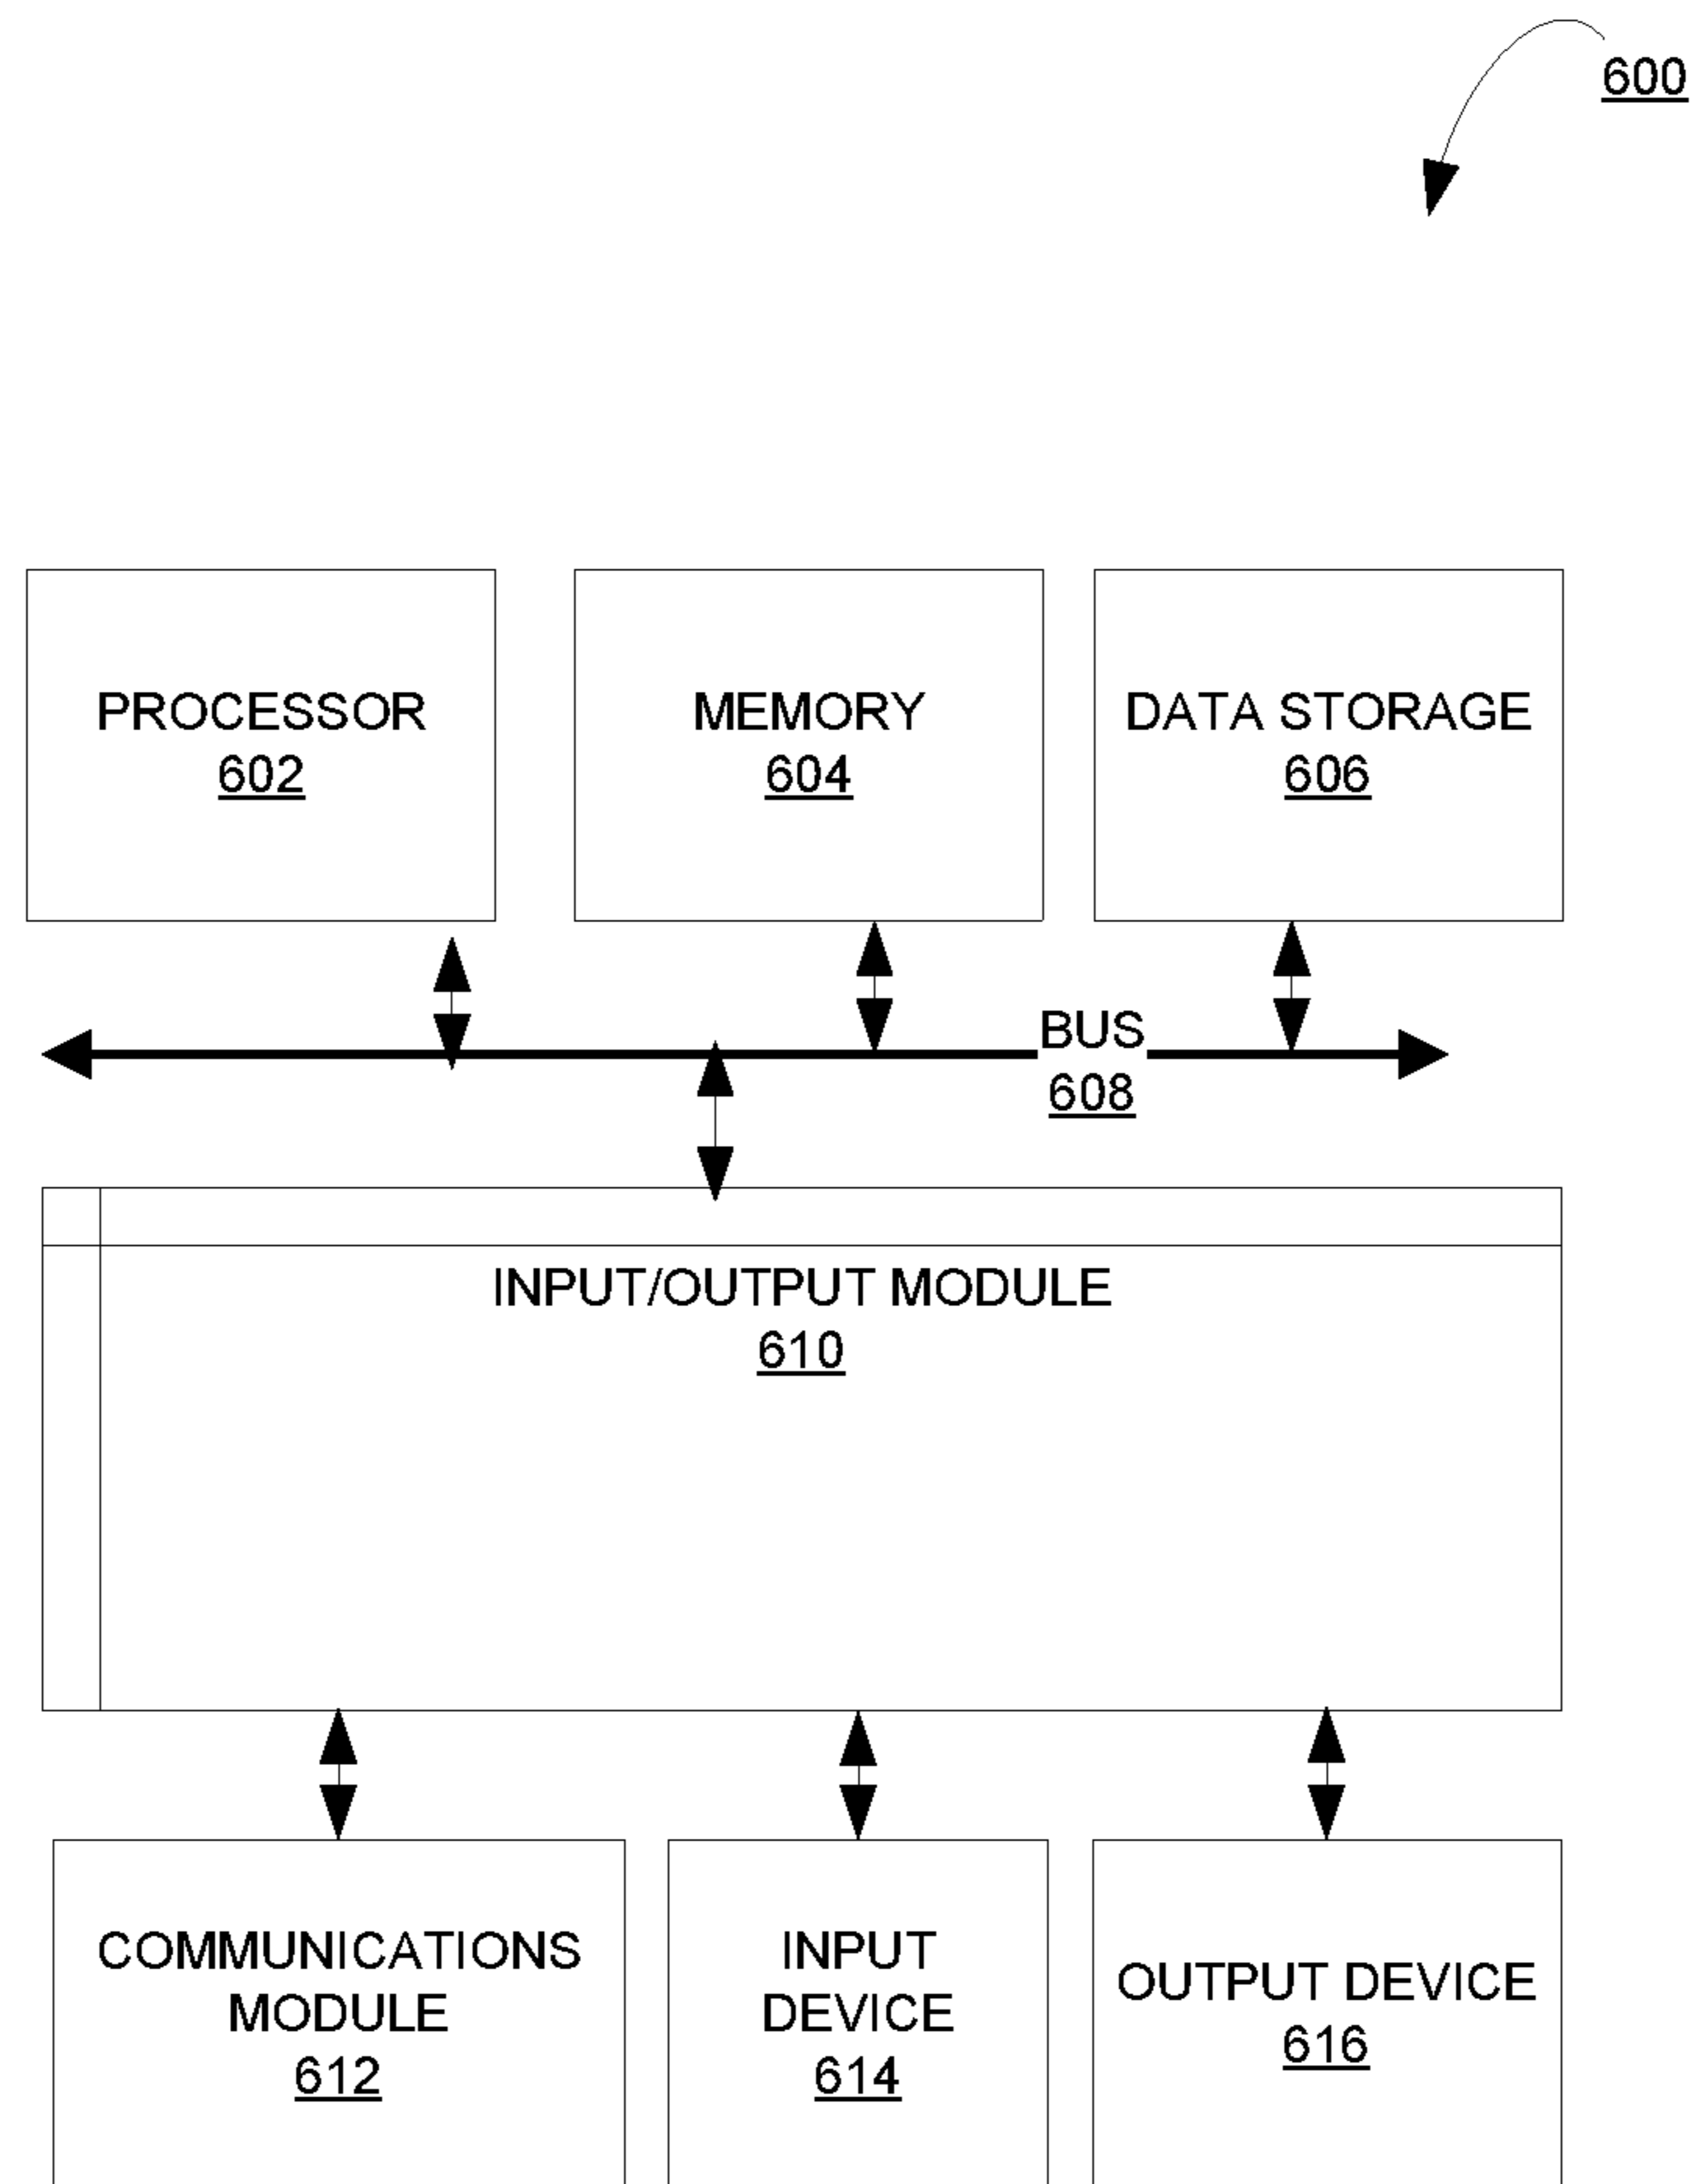 600
PROCESSOR
602
MEMORY
604
DATA STORAGE
606
BUS
608
INPUT/OUTPUT MODULE
610
COMMUNICATIONS
MODULE
612
INPUT
DEVICE
614
OUTPUT DEVICE
616